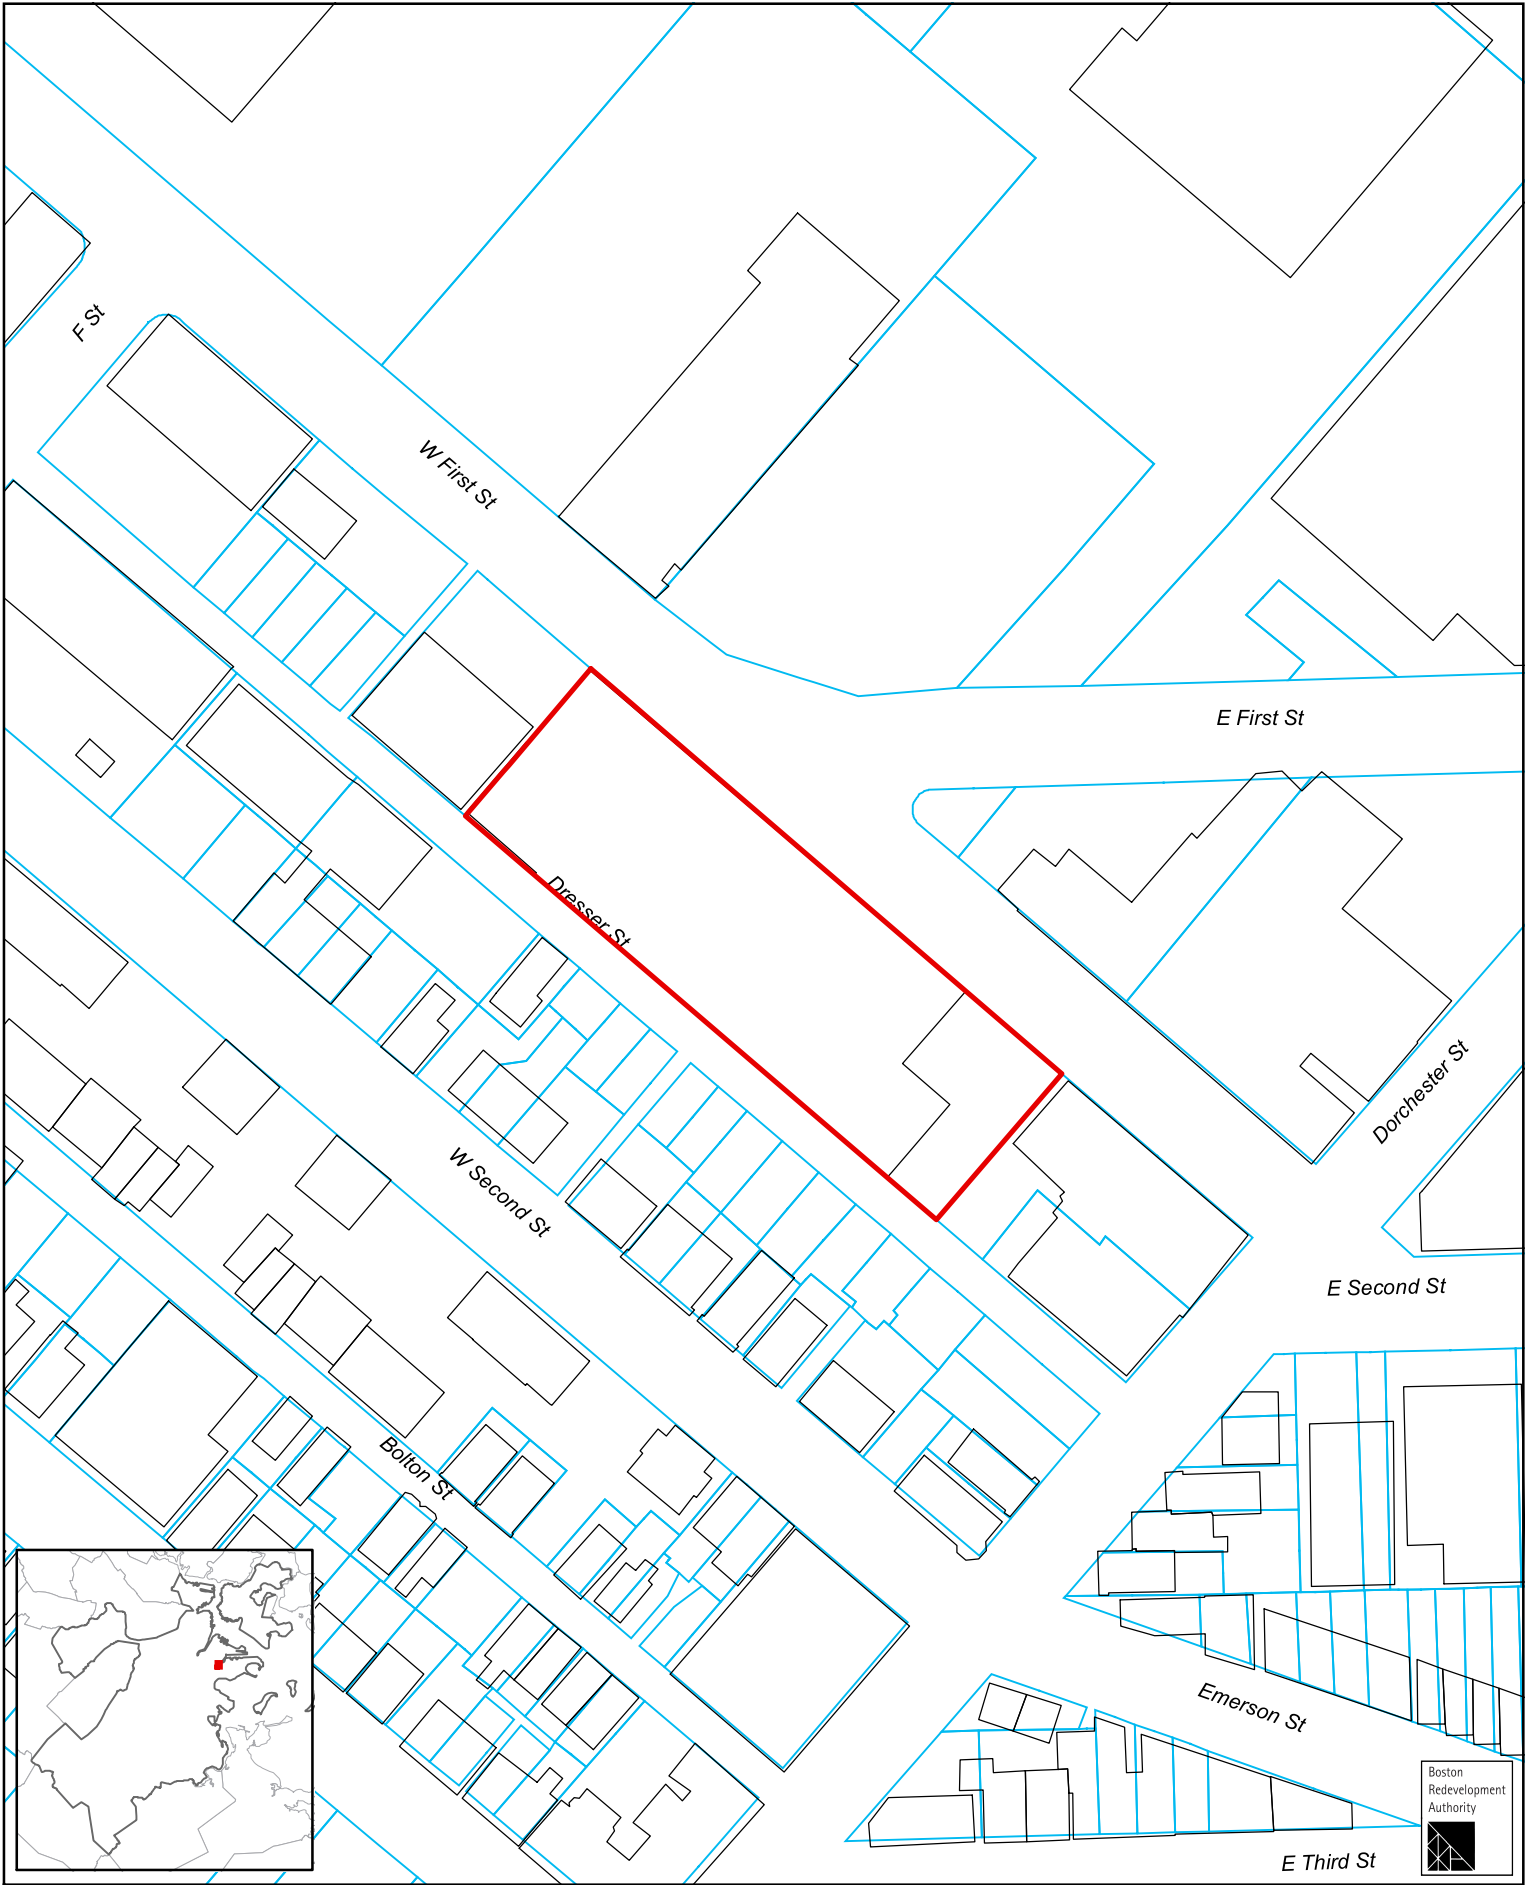 F St
W First St
E First St
Dresser St
Dorchester St
W Second St
E Second St
Bolton St
Emerson St
Boston
Redevelopment
Authority
E Third St